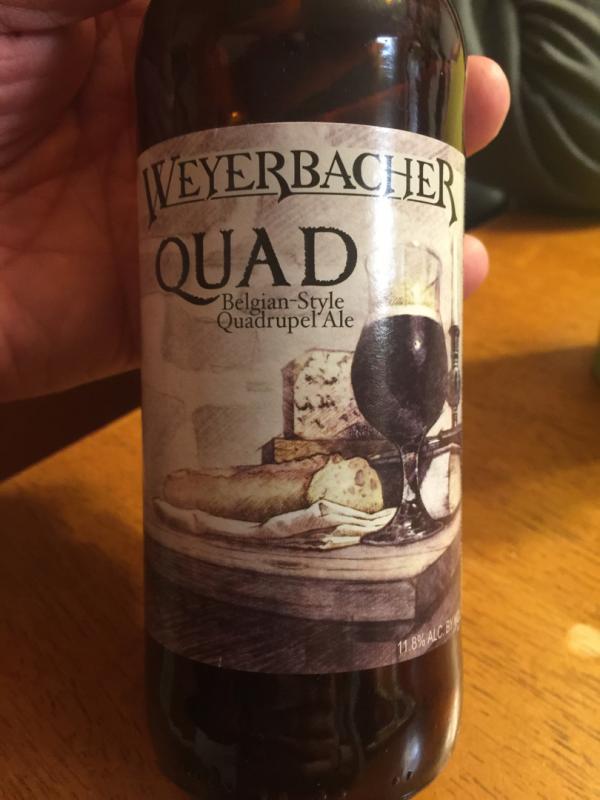 WEYERBACHER
QUAD
Belgian-Style
Quadrupel Ale
11.8% ALC. BY